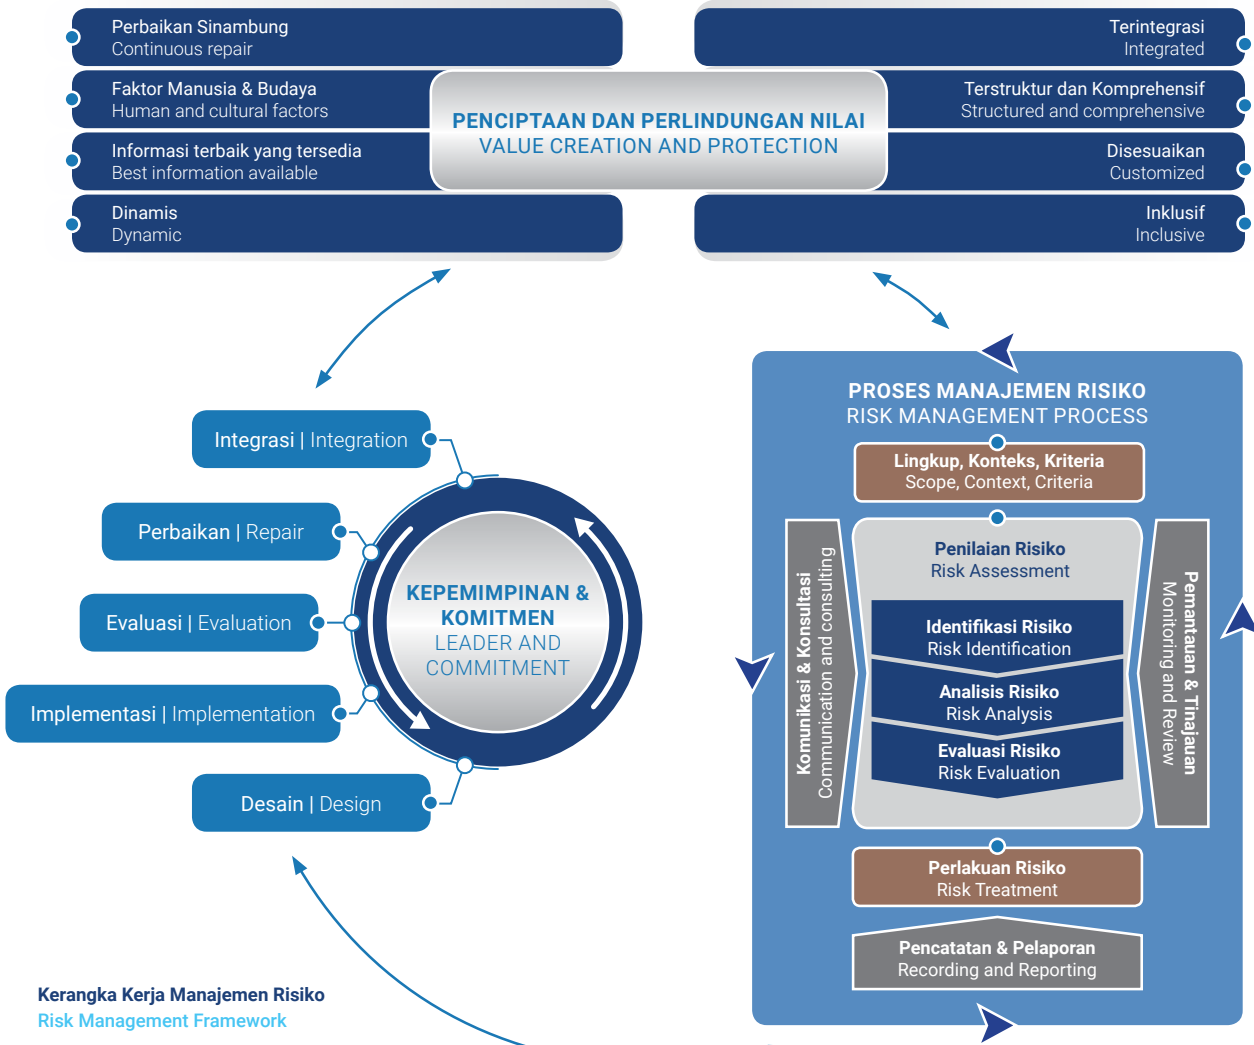 Perbaikan Sinambung
Continuous repair
Faktor Manusia & Budaya
Human and cultural factors
Informasi terbaik yang tersedia
Best information available
Dinamis
Dynamic
PENCIPTAAN DAN PERLINDUNGAN NILAI
VALUE CREATION AND PROTECTION
Terintegrasi
Integrated
Terstruktur dan Komprehensif
Structured and comprehensive
Disesuaikan
Customized
Inklusif
Inclusive
Integrasi | Integration
Perbaikan | Repair
Evaluasi | Evaluation
Implementasi | Implementation
Desain | Design
KEPEMIMPINAN &
KOMITMEN
LEADER AND
COMMITMENT
PROSES MANAJEMEN RISIKO
RISK MANAGEMENT PROCESS
Lingkup, Konteks, Kriteria
Scope, Context, Criteria
Komunikasi & Konsultasi
Communication and consulting
Penilaian Risiko
Risk Assessment
Identifikasi Risiko
Risk Identification
Analisis Risiko
Risk Analysis
Evaluasi Risiko
Risk Evaluation
Pemantauan & Tinajauan
Monitoring and Review
Perlakuan Risiko
Risk Treatment
Pencatatan & Pelaporan
Recording and Reporting
Kerangka Kerja Manajemen Risiko
Risk Management Framework